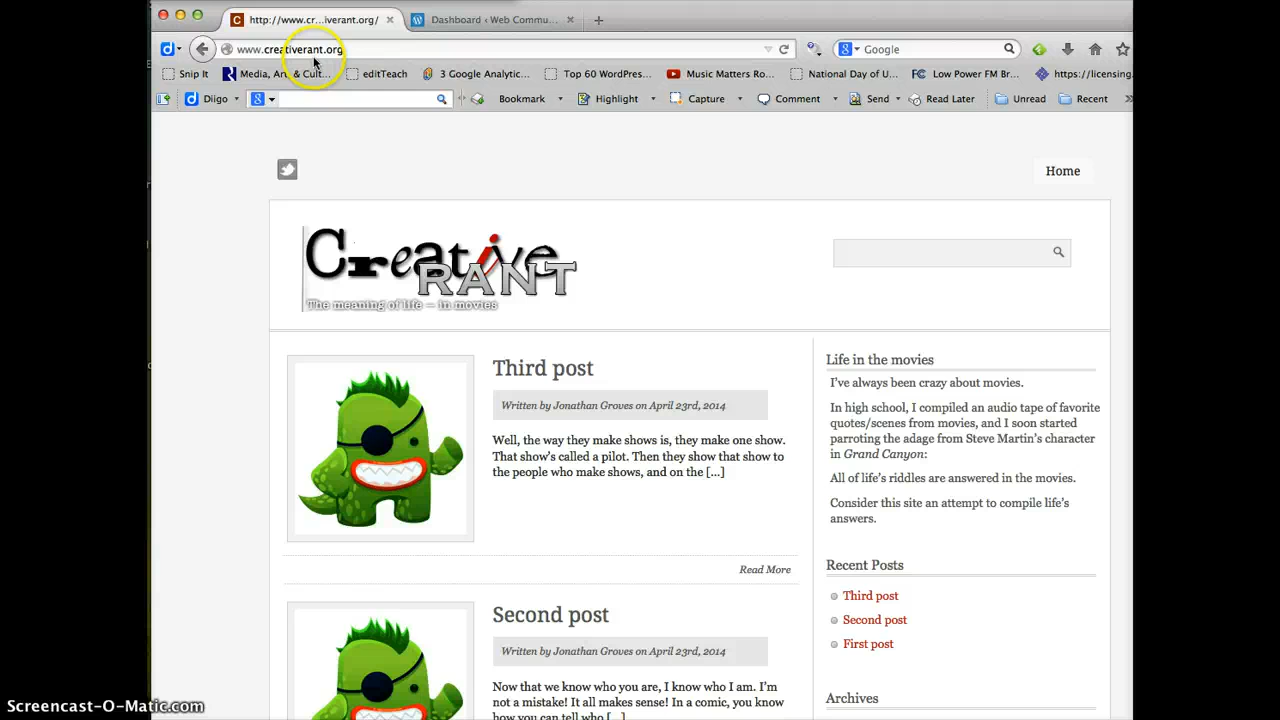 http://www.cr...iverant.org/
Dashboard ‹ Web Commu...
www.creativerant.org
Google
Snip It
Media, Art & Cult...
editTeach
3 Google Analytic...
Top 60 WordPres...
Music Matters Ro...
National Day of U...
Low Power FM Br...
https://licensing.
Diigo
Bookmark
Highlight
Capture
Comment
Send
Read Later
Unread
Recent
Home
Creative
RANT
The meaning of life – in movies
Third post
Written by Jonathan Groves on April 23rd, 2014
Well, the way they make shows is, they make one show.
That show's called a pilot. Then they show that show to
the people who make shows, and on the [...]
Read More
Second post
Written by Jonathan Groves on April 23rd, 2014
Now that we know who you are, I know who I am. I'm
not a mistake! It all makes sense! In a comic, you know
how you can tell who [...]
Life in the movies
I've always been crazy about movies.
In high school, I compiled an audio tape of favorite
quotes/scenes from movies, and I soon started
parroting the adage from Steve Martin's character
in Grand Canyon:
All of life's riddles are answered in the movies.
Consider this site an attempt to compile life's
answers.
Recent Posts
Third post
Second post
First post
Archives
Screencast-O-Matic.com